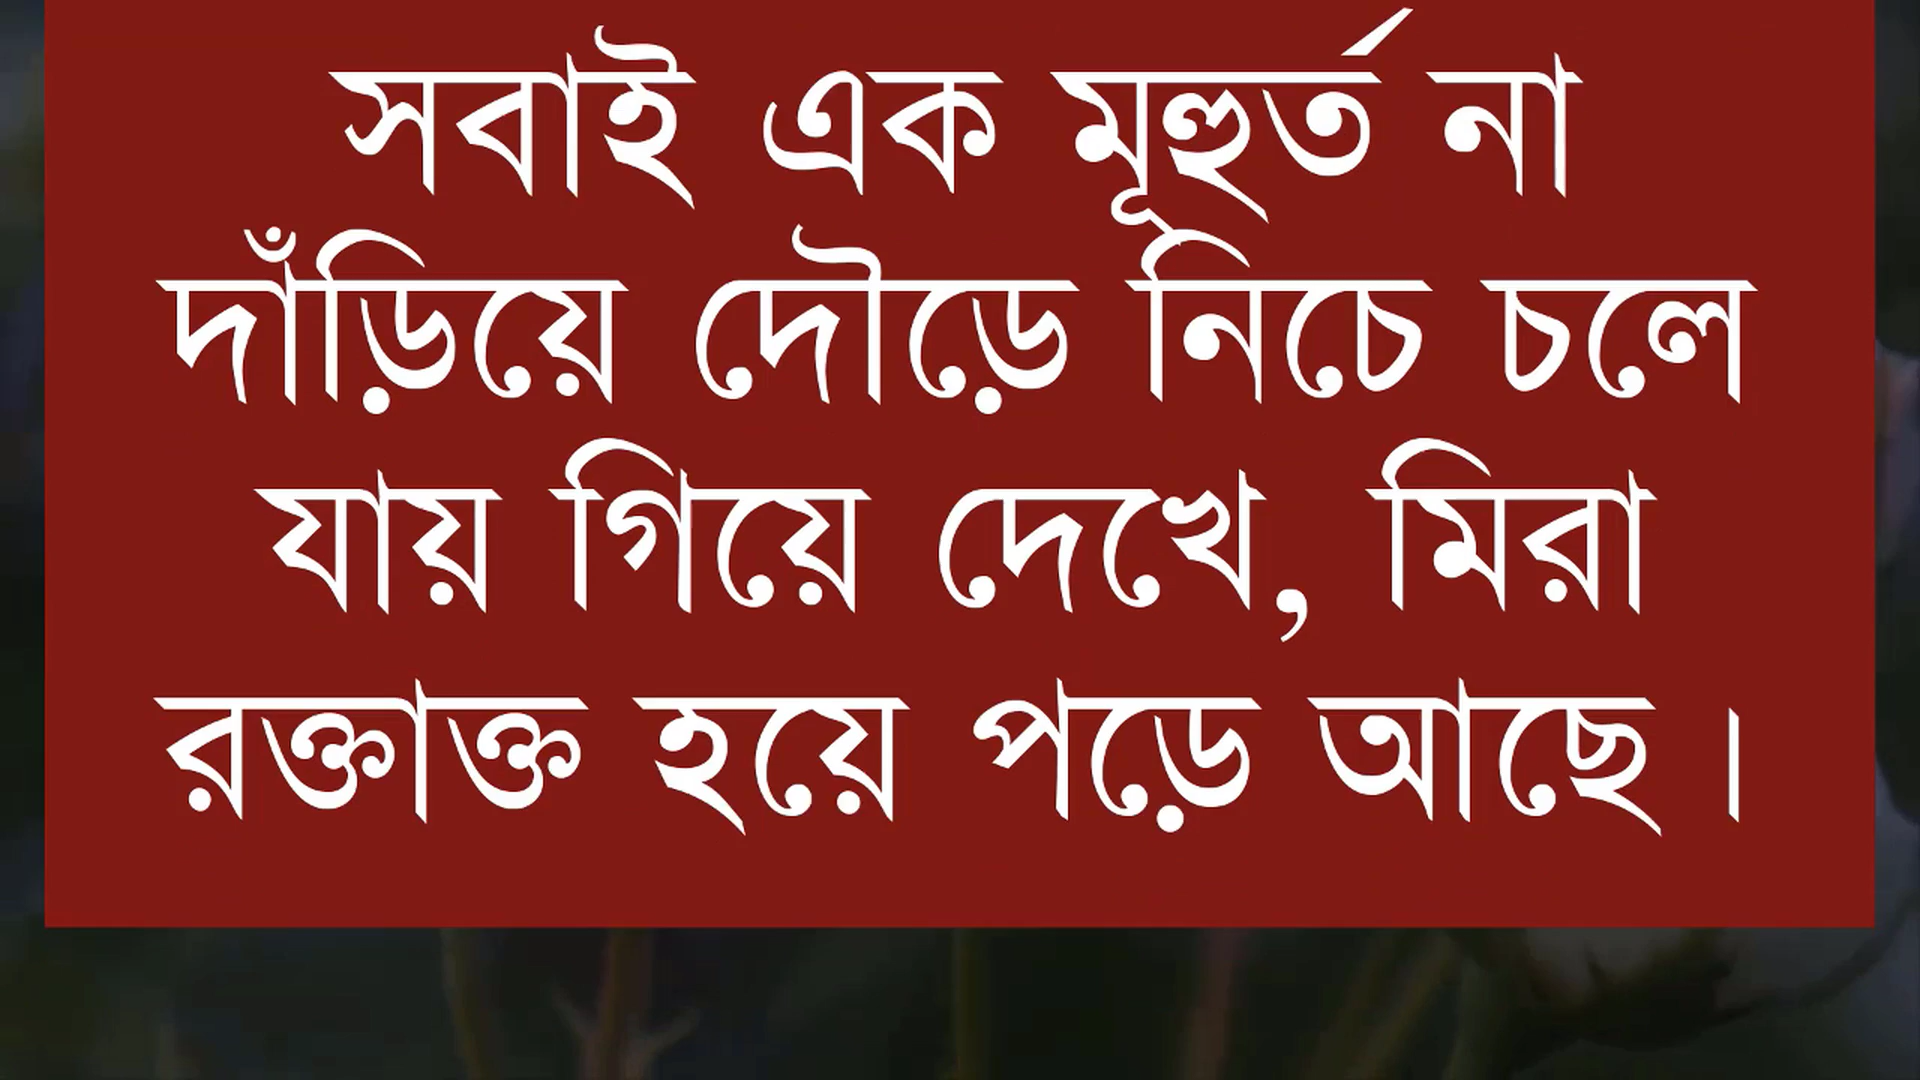 সবাই এক মূহুর্ত না
দাঁড়িয়ে দৌড়ে নিচে চলে
যায় গিয়ে দেখে, মিরা
রক্তাক্ত হয়ে পড়ে আছে।